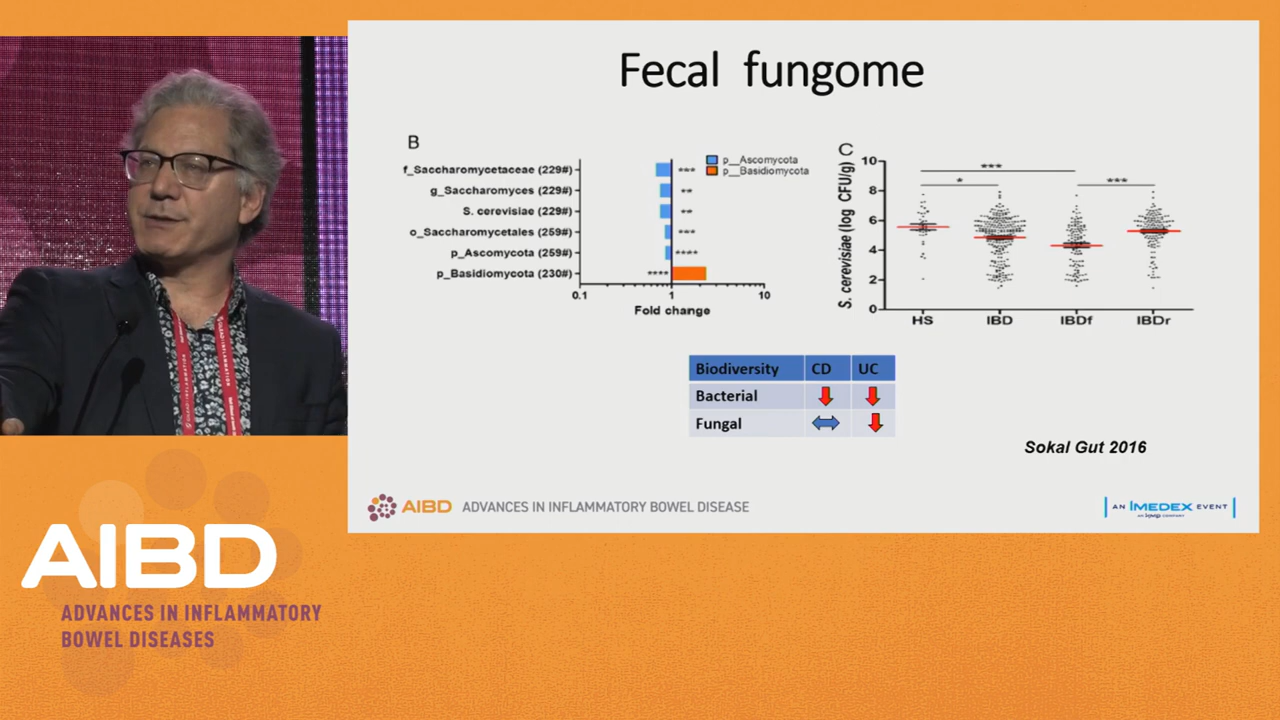 Fecal fungome
B
f_Saccharomycetaceae (229#)
g_Saccharomyces (229#)
S. cerevisiae (229#)
o_Saccharomycetales (259#)
p_Ascomycota (259#)
p_Basidiomycota (230#)
***
**
**
***
****
****
p__Ascomycota
p__Basidiomycota
0.1
1
10
Fold change
C
S. cerevisiae (log CFU/g)
10
8
6
4
2
0
***
*
***
HS
IBD
IBDf
IBDr
Biodiversity CD UC
Bacterial
Fungal
Sokal Gut 2016
AIBD ADVANCES IN INFLAMMATORY BOWEL DISEASE
AN IMEDEX EVENT
AIBD
ADVANCES IN INFLAMMATORY
BOWEL DISEASES